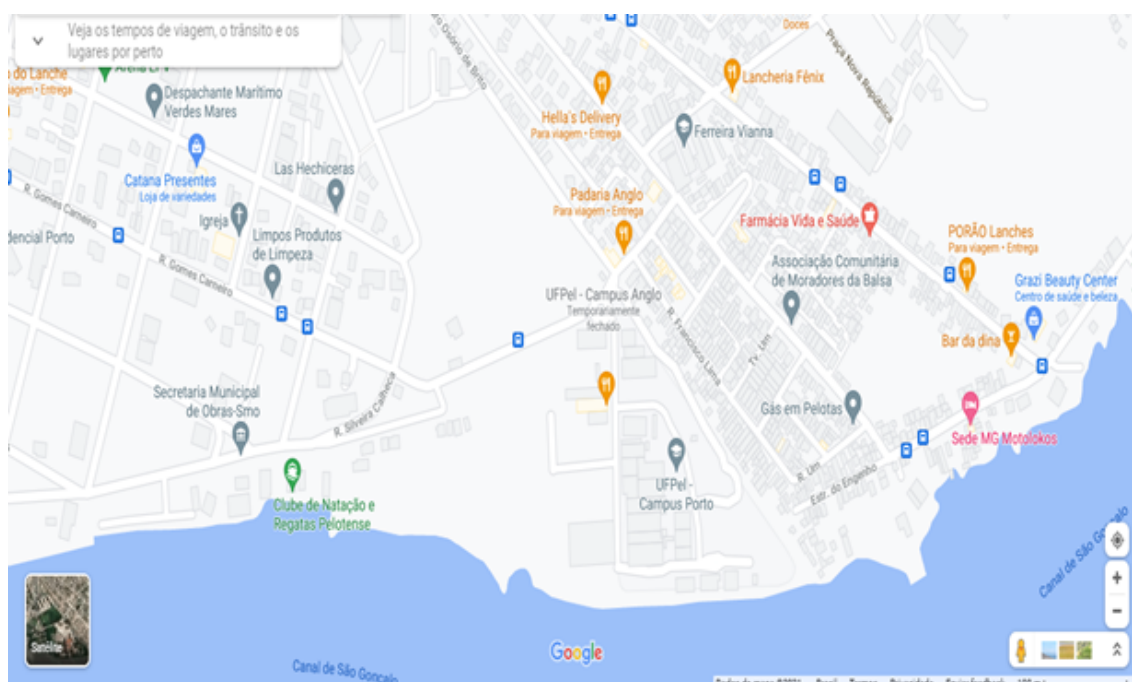 Veja os tempos de viagem, o trânsito e os
lugares por perto
Doces
Praça Nova República
Osório de Brito
do Lanche
Entrega
Despachante Marítimo
Verdes Mares
Lancheria Fênix
Hella's Delivery
Para viagem • Entrega
Ferreira Vianna
Catana Presentes
Loja de variedades
Las Hechiceras
Padaria Anglo
Para viagem • Entrega
R. Gomes Carneiro
Igreja
Farmácia Vida e Saúde
Limpos Produtos
de Limpeza
Porto
R. Gomes Carneiro
PORÃO Lanches
Para viagem • Entrega
Associação Comunitária
de Moradores da Balsa
Grazi Beauty Center
Centro de saúde e beleza
UFPel - Campus Anglo
Temporariamente
fechado
R. Francisco Lima
Tv. Um
Bar da dina
Secretaria Municipal
de Obras-Smo
R. Silveira Calheca
Gás em Pelotas
Sede MG Motolokos
R. Um
Estr. do Engenho
UFPel -
Campus Porto
Clube de Natação e
Regatas Pelotense
Canal de São Gonçalo
Satélite
Google
Canal de São Gonçalo